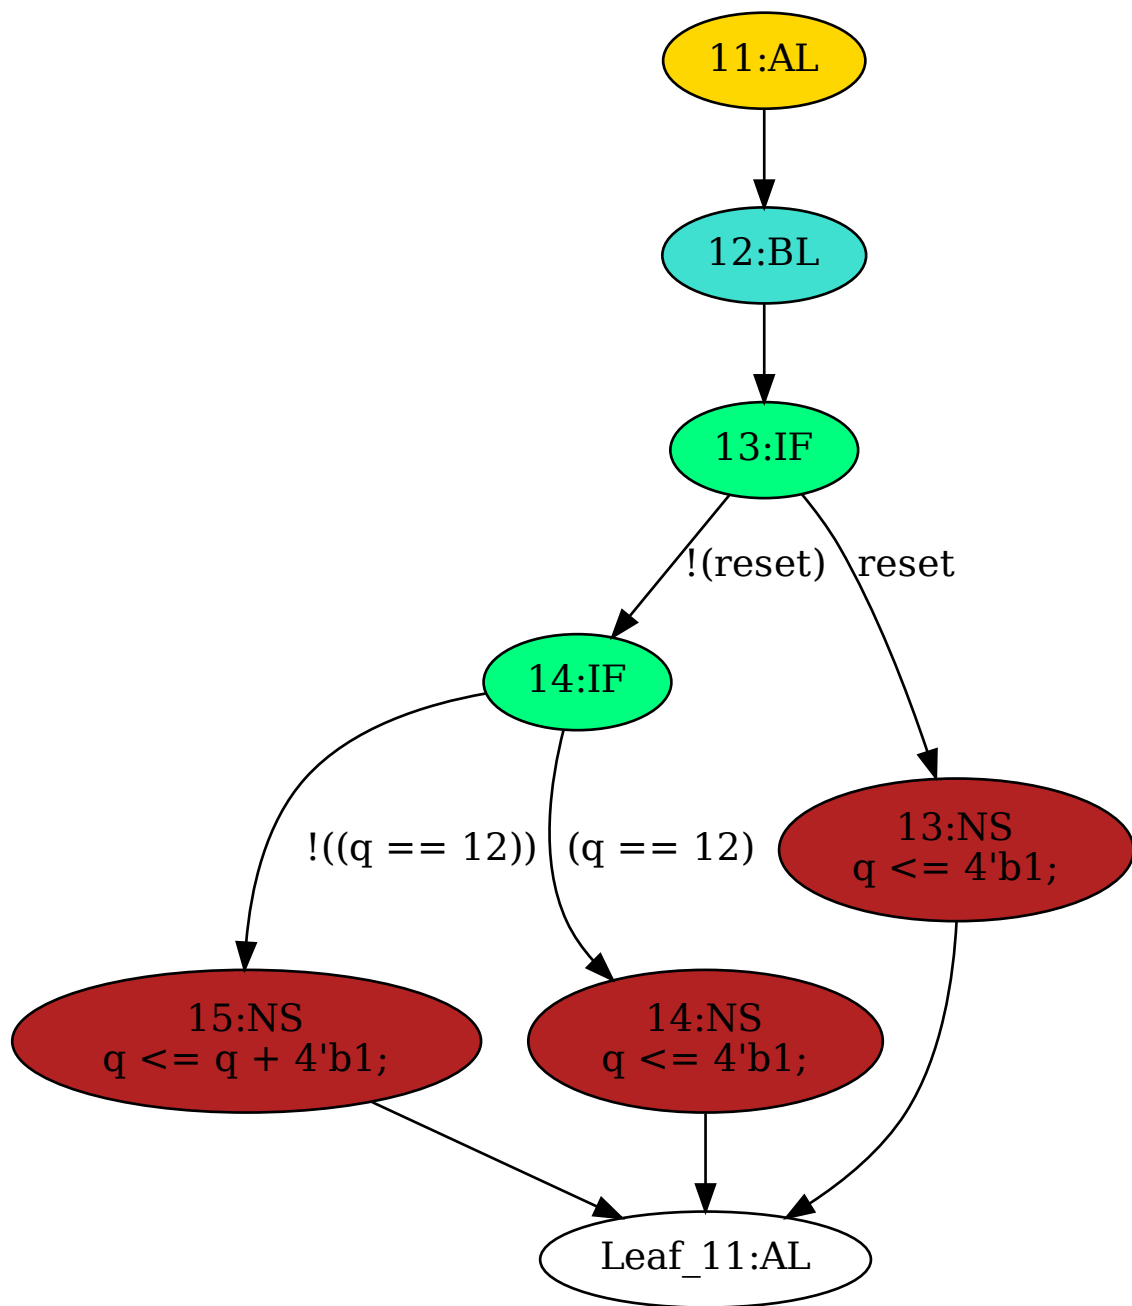 11:AL
12:BL
13:IF
!(reset)
reset
14:IF
!((q == 12))
(q == 12)
13:NS
q <= 4'b1;
15:NS
q <= q + 4'b1;
14:NS
q <= 4'b1;
Leaf_11:AL